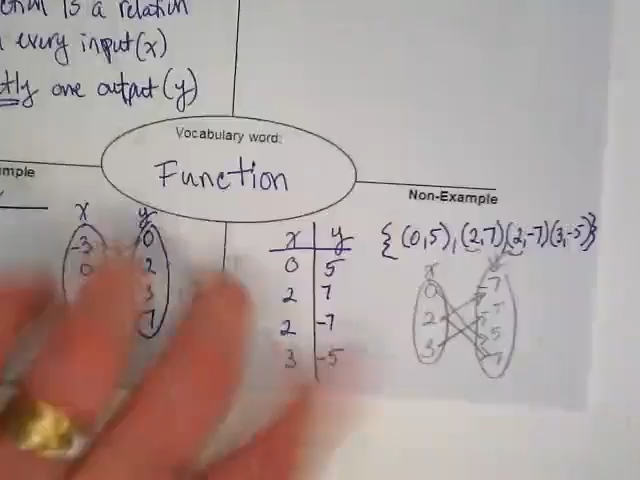 is a relation
every input (x)
one output (y)
Vocabulary word:
Function
Non-Example
x y
-3 0
0 2
3
7
x y
0 5
2 7
2 -7
3 -5
{(0,5),(2,7)(2,-7)(3,-5)}
x
0
2
3
-7
5